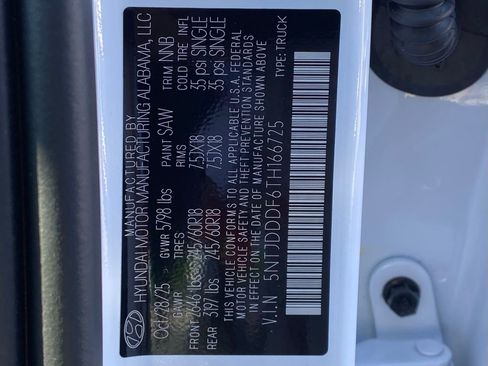 MANUFACTURED BY
HYUNDAI MOTOR MANUFACTURING ALABAMA, LLC
Oct/28/25 GVWR 5798 lbs PAINT SAW TRIM NNB
GAWR TIRES RIMS COLD TIRE INFL
FRONT 2646 lbs 245/60R18 7.5JX18 35 psi SINGLE
REAR 3197 lbs 245/60R18 7.5JX18 35 psi SINGLE
THIS VEHICLE CONFORMS TO ALL APPLICABLE U.S.A. FEDERAL
MOTOR VEHICLE SAFETY AND THEFT PREVENTION STANDARDS
IN EFFECT ON THE DATE OF MANUFACTURE SHOWN ABOVE
V.I.N 5NTJDDDF6TH166725 TYPE: TRUCK